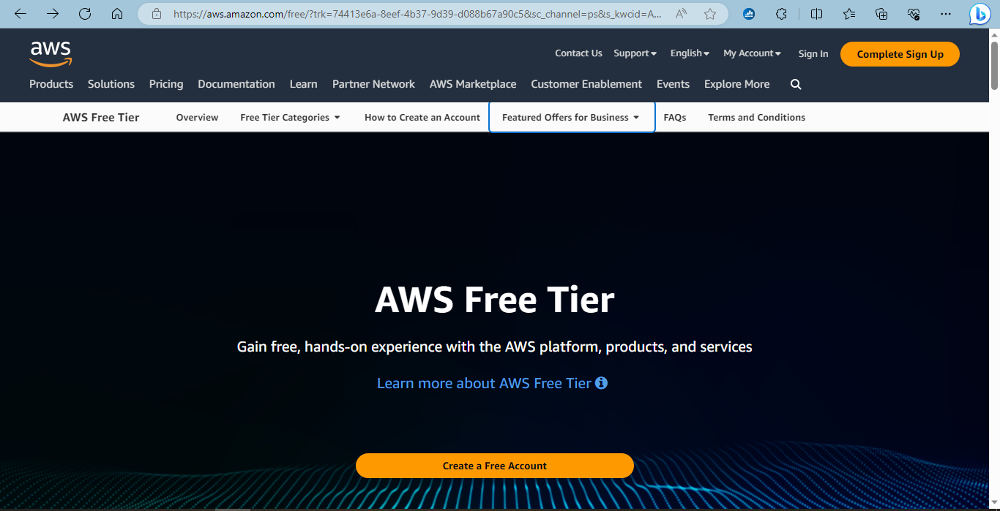 https://aws.amazon.com/free/?trk=74413e6a-8eef-4b37-9d39-d088b67a90c5&sc_channel=ps&s_kwcid=A...
aws
Contact Us Support English My Account Sign In Complete Sign Up
Products Solutions Pricing Documentation Learn Partner Network AWS Marketplace Customer Enablement Events Explore More
AWS Free Tier Overview Free Tier Categories How to Create an Account Featured Offers for Business FAQs Terms and Conditions
AWS Free Tier
Gain free, hands-on experience with the AWS platform, products, and services
Learn more about AWS Free Tier
Create a Free Account